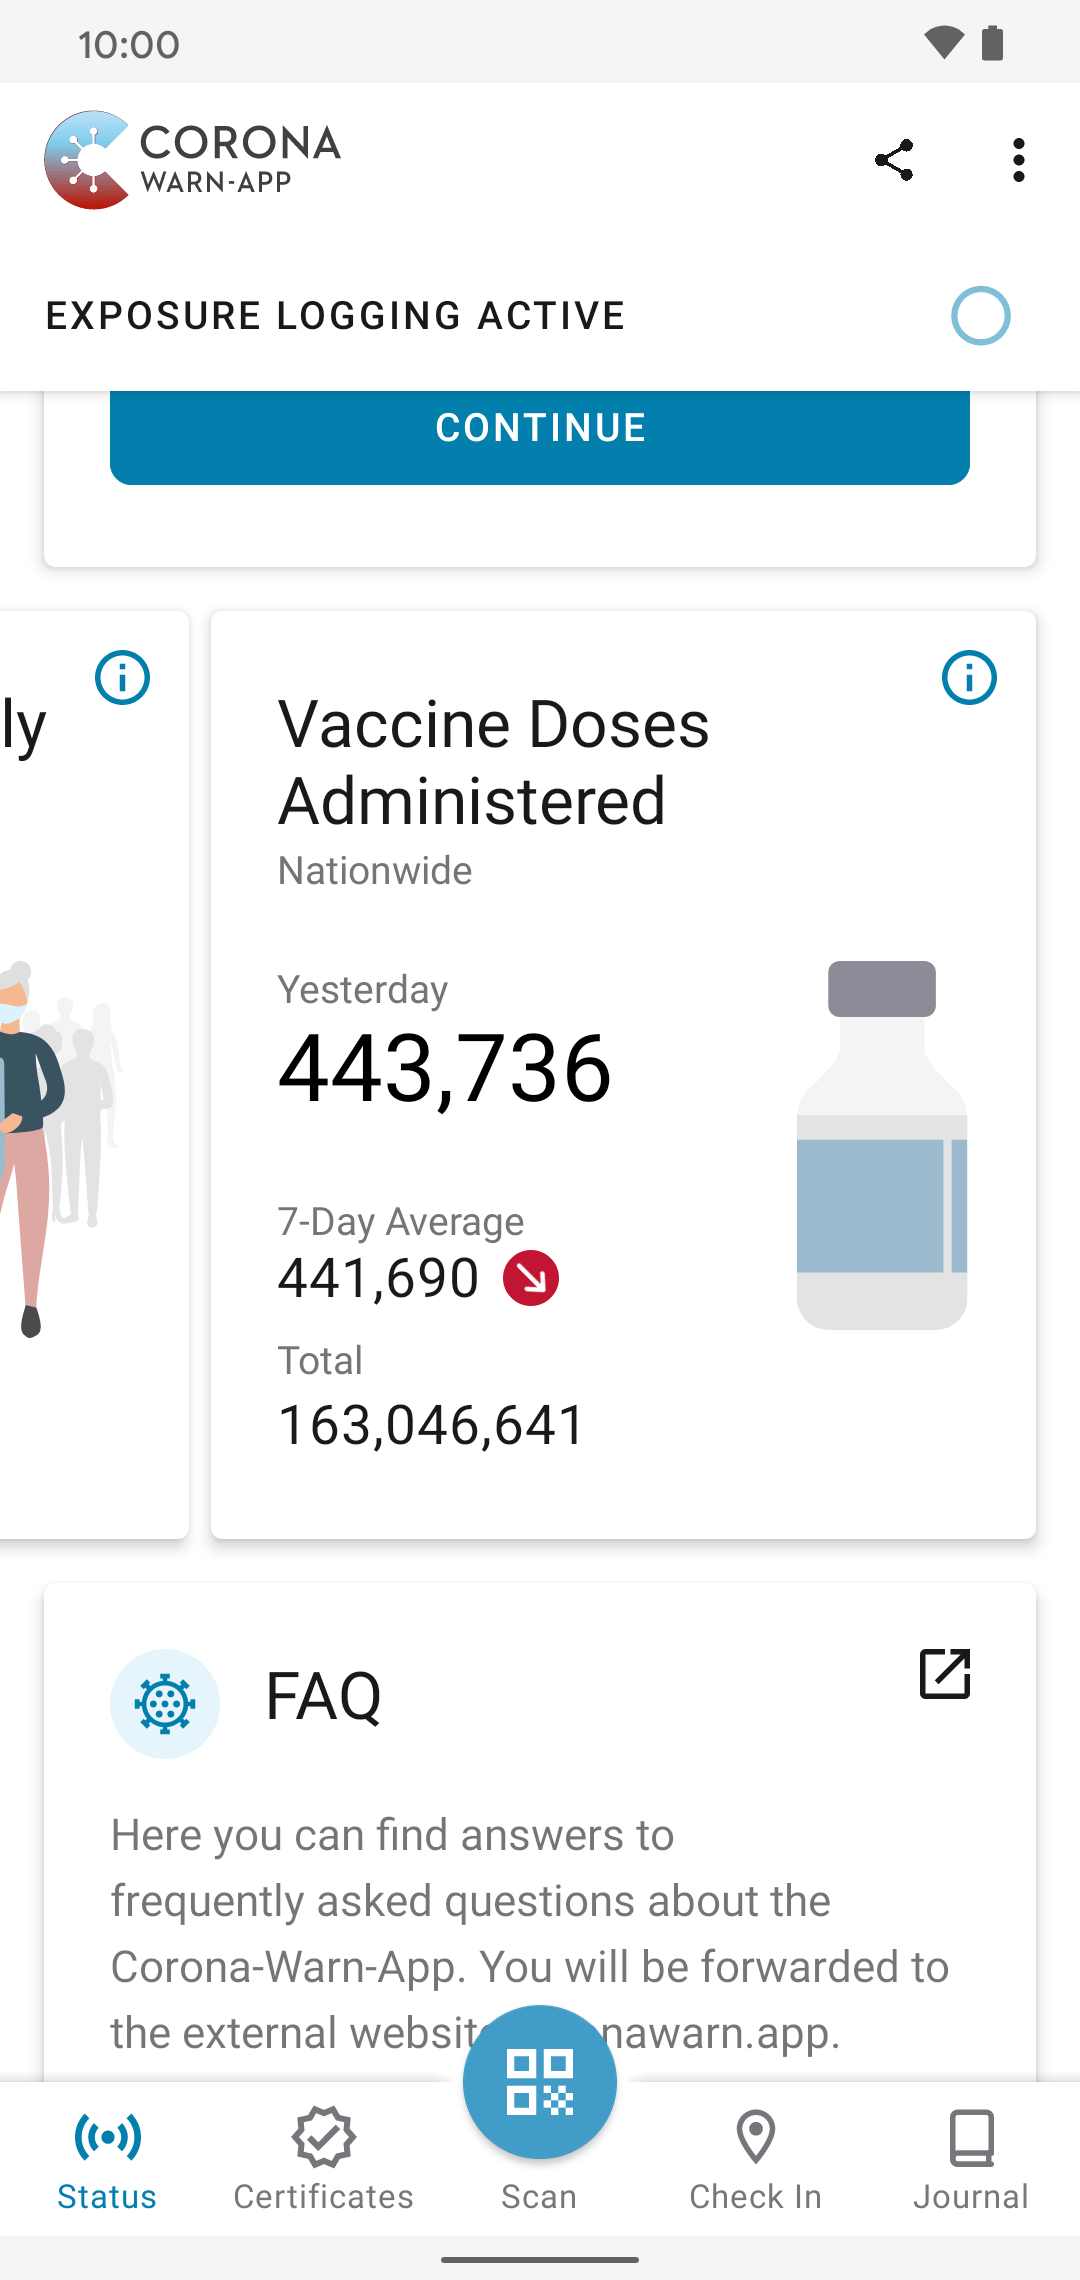 10:00
CORONA
WARN-APP
EXPOSURE LOGGING ACTIVE
CONTINUE
ly
Vaccine Doses
Administered
Nationwide
Yesterday
443,736
7-Day Average
441,690
Total
163,046,641
FAQ
Here you can find answers to
frequently asked questions about the
Corona-Warn-App. You will be forwarded to
the external websit nawarn.app.
Status
Certificates
Scan
Check In
Journal